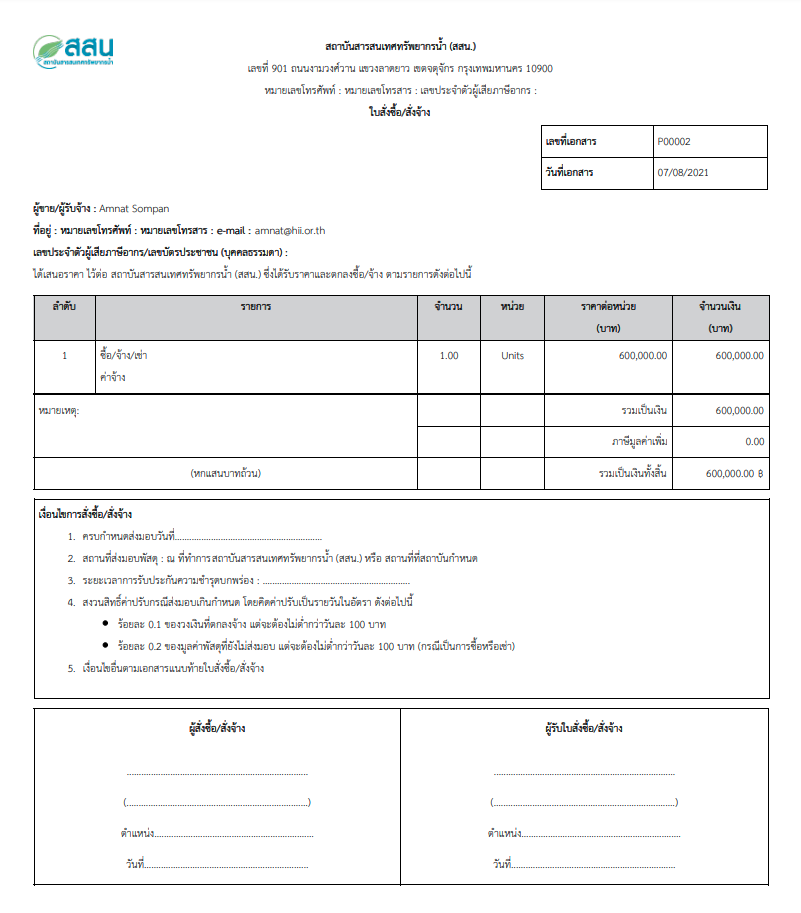 สสน
สถาบันสารสนเทศทรัพยากรน้ำ
สถาบันสารสนเทศทรัพยากรน้ำ (สสน.)
เลขที่ 901 ถนนงามวงศ์วาน แขวงลาดยาว เขตจตุจักร กรุงเทพมหานคร 10900
หมายเลขโทรศัพท์ : หมายเลขโทรสาร : เลขประจำตัวผู้เสียภาษีอากร :
ใบสั่งซื้อ/สั่งจ้าง
เลขที่เอกสาร P00002
วันที่เอกสาร 07/08/2021
ผู้ขาย/ผู้รับจ้าง : Amnat Sompan
ที่อยู่ : หมายเลขโทรศัพท์ : หมายเลขโทรสาร : e-mail : amnat@hii.or.th
เลขประจำตัวผู้เสียภาษีอากร/เลขบัตรประชาชน (บุคคลธรรมดา) :
ได้เสนอราคา ไว้ต่อ สถาบันสารสนเทศทรัพยากรน้ำ (สสน.) ซึ่งได้รับราคาและตกลงซื้อ/จ้าง ตามรายการดังต่อไปนี้
ลำดับ รายการ จำนวน หน่วย ราคาต่อหน่วย จำนวนเงิน
(บาท) (บาท)
1 ซื้อ/จ้าง/เช่า 1.00 Units 600,000.00 600,000.00
ค่าจ้าง
หมายเหตุ: รวมเป็นเงิน 600,000.00
ภาษีมูลค่าเพิ่ม 0.00
(หกแสนบาทถ้วน) รวมเป็นเงินทั้งสิ้น 600,000.00 ฿
เงื่อนไขการสั่งซื้อ/สั่งจ้าง
1. ครบกำหนดส่งมอบวันที่.............................................................
2. สถานที่ส่งมอบพัสดุ : ณ ที่ทำการสถาบันสารสนเทศทรัพยากรน้ำ (สสน.) หรือ สถานที่ที่สถาบันกำหนด
3. ระยะเวลาการรับประกันความชำรุดบกพร่อง : .............................................................
4. สงวนสิทธิ์ค่าปรับกรณีส่งมอบเกินกำหนด โดยคิดค่าปรับเป็นรายวันในอัตรา ดังต่อไปนี้
● ร้อยละ 0.1 ของวงเงินที่ตกลงจ้าง แต่จะต้องไม่ต่ำกว่าวันละ 100 บาท
● ร้อยละ 0.2 ของมูลค่าพัสดุที่ยังไม่ส่งมอบ แต่จะต้องไม่ต่ำกว่าวันละ 100 บาท (กรณีเป็นการซื้อหรือเช่า)
5. เงื่อนไขอื่นตามเอกสารแนบท้ายใบสั่งซื้อ/สั่งจ้าง
ผู้สั่งซื้อ/สั่งจ้าง ผู้รับใบสั่งซื้อ/สั่งจ้าง
........................................................................... ...........................................................................
(...........................................................................) (...........................................................................)
ตำแหน่ง.................................................................. ตำแหน่ง..................................................................
วันที่.................................................................... วันที่....................................................................